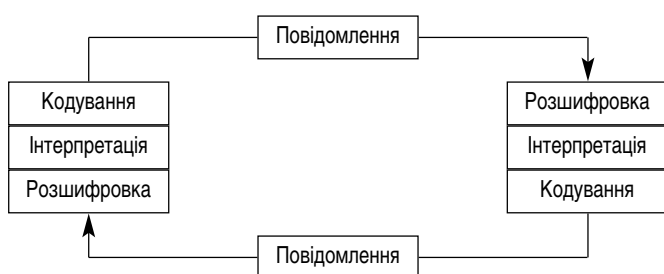 Повідомлення
Кодування
Інтерпретація
Розшифровка
Розшифровка
Інтерпретація
Кодування
Повідомлення